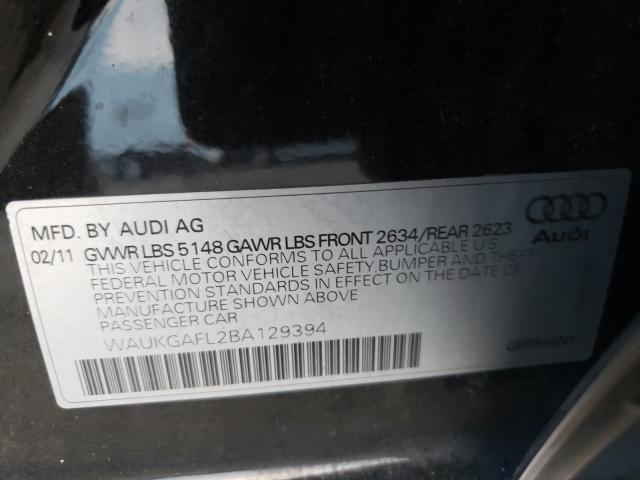 MFD. BY AUDI AG
02/11 GVWR LBS 5148 GAWR LBS FRONT 2634/REAR 2623
THIS VEHICLE CONFORMS TO ALL APPLICABLE U.S.
FEDERAL MOTOR VEHICLE SAFETY, BUMPER AND THEFT
PREVENTION STANDARDS IN EFFECT ON THE DATE OF
MANUFACTURE SHOWN ABOVE
PASSENGER CAR
WAUKGAFL2BA129394
Audi
GERMANY